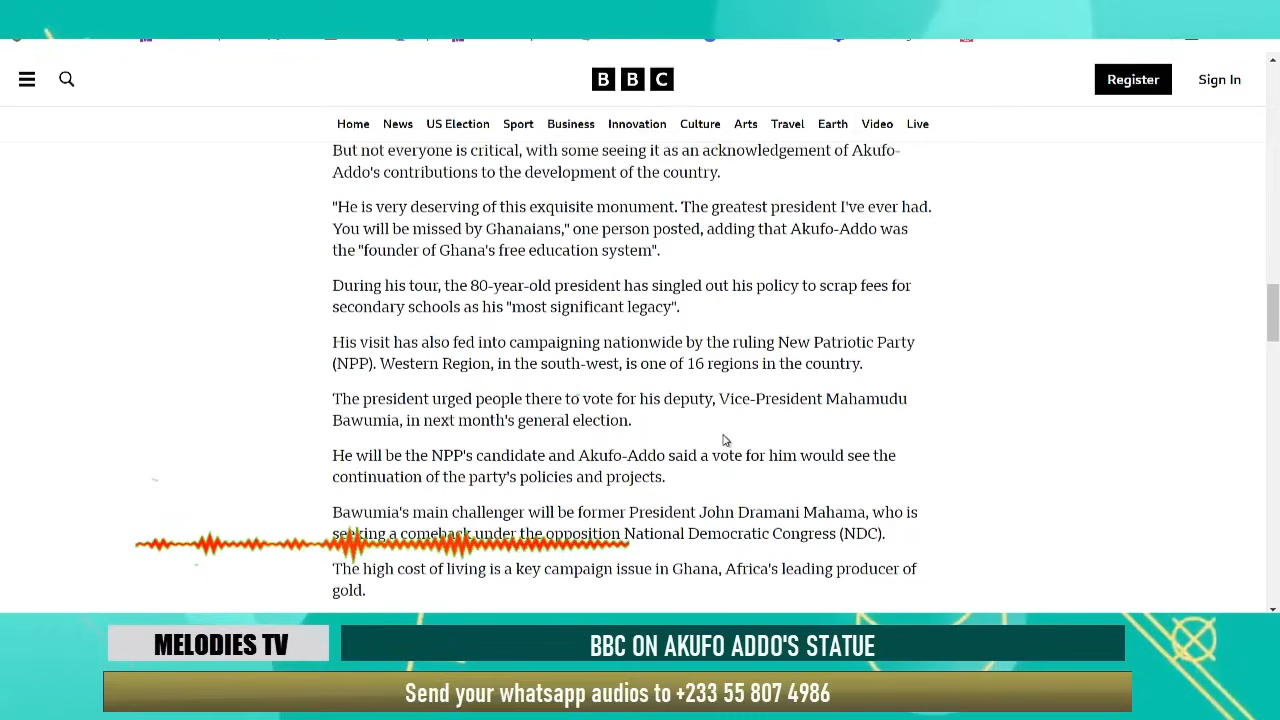 BBC
Register
Sign In
Home News US Election Sport Business Innovation Culture Arts Travel Earth Video Live
But not everyone is critical, with some seeing it as an acknowledgement of Akufo-
Addo's contributions to the development of the country.
"He is very deserving of this exquisite monument. The greatest president I've ever had.
You will be missed by Ghanaians," one person posted, adding that Akufo-Addo was
the "founder of Ghana's free education system".
During his tour, the 80-year-old president has singled out his policy to scrap fees for
secondary schools as his "most significant legacy".
His visit has also fed into campaigning nationwide by the ruling New Patriotic Party
(NPP). Western Region, in the south-west, is one of 16 regions in the country.
The president urged people there to vote for his deputy, Vice-President Mahamudu
Bawumia, in next month's general election.
He will be the NPP's candidate and Akufo-Addo said a vote for him would see the
continuation of the party's policies and projects.
Bawumia's main challenger will be former President John Dramani Mahama, who is
seeking a comeback under the opposition National Democratic Congress (NDC).
The high cost of living is a key campaign issue in Ghana, Africa's leading producer of
gold.
MELODIES TV
BBC ON AKUFO ADDO'S STATUE
Send your whatsapp audios to +233 55 807 4986